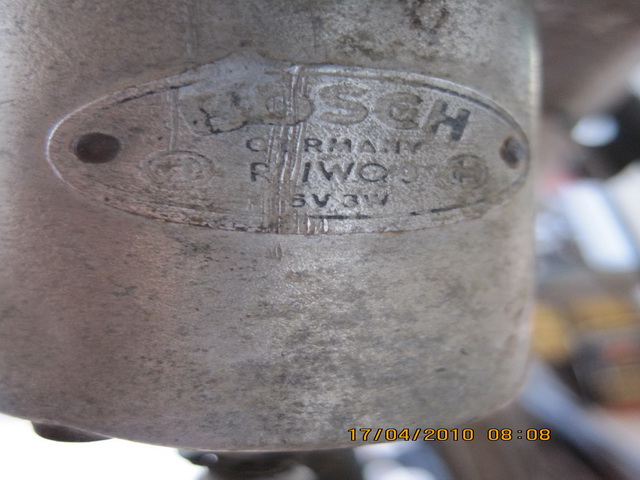 BOSCH
GERMANY
6V 3W
17/04/2010 08:08